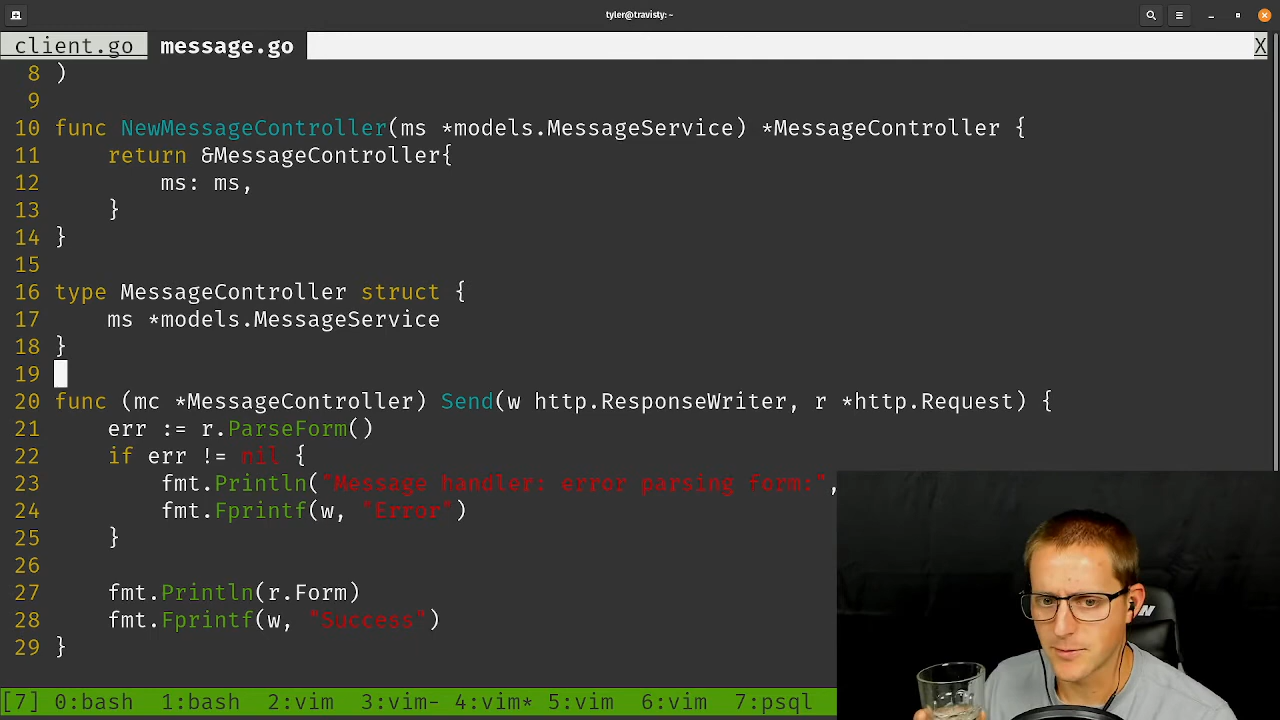 tyler@travisty: ~
client.go message.go X
8 )
9
10 func NewMessageController(ms *models.MessageService) *MessageController {
11 return &MessageController{
12 ms: ms,
13 }
14 }
15
16 type MessageController struct {
17 ms *models.MessageService
18 }
19
20 func (mc *MessageController) Send(w http.ResponseWriter, r *http.Request) {
21 err := r.ParseForm()
22 if err != nil {
23 fmt.Println("Message handler: error parsing form:",
24 fmt.Fprintf(w, "Error")
25 }
26
27 fmt.Println(r.Form)
28 fmt.Fprintf(w, "Success")
29 }
[7] 0:bash 1:bash 2:vim 3:vim- 4:vim* 5:vim 6:vim 7:psql